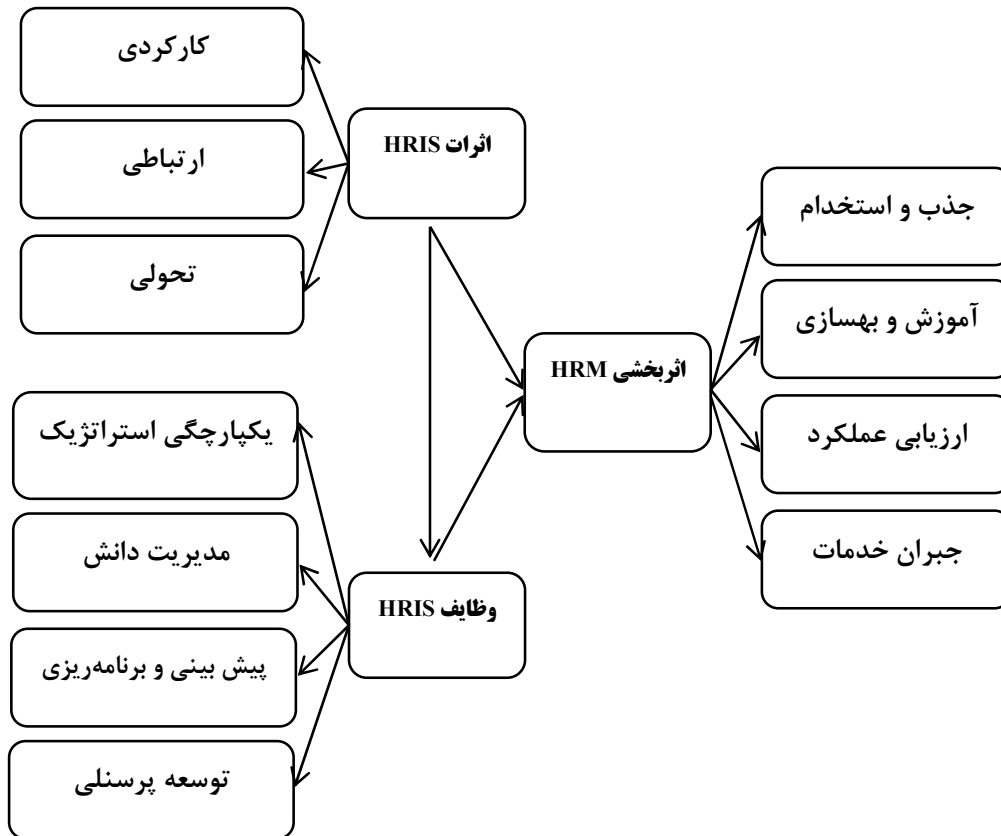 کارکردی
ارتباطی
تحولی
اثرات HRIS
جذب و استخدام
آموزش و بهسازی
ارزیابی عملکرد
جبران خدمات
اثربخشی HRM
یکپارچگی استراتژیک
مدیریت دانش
پیش بینی و برنامه‌ریزی
توسعه پرسنلی
وظایف HRIS